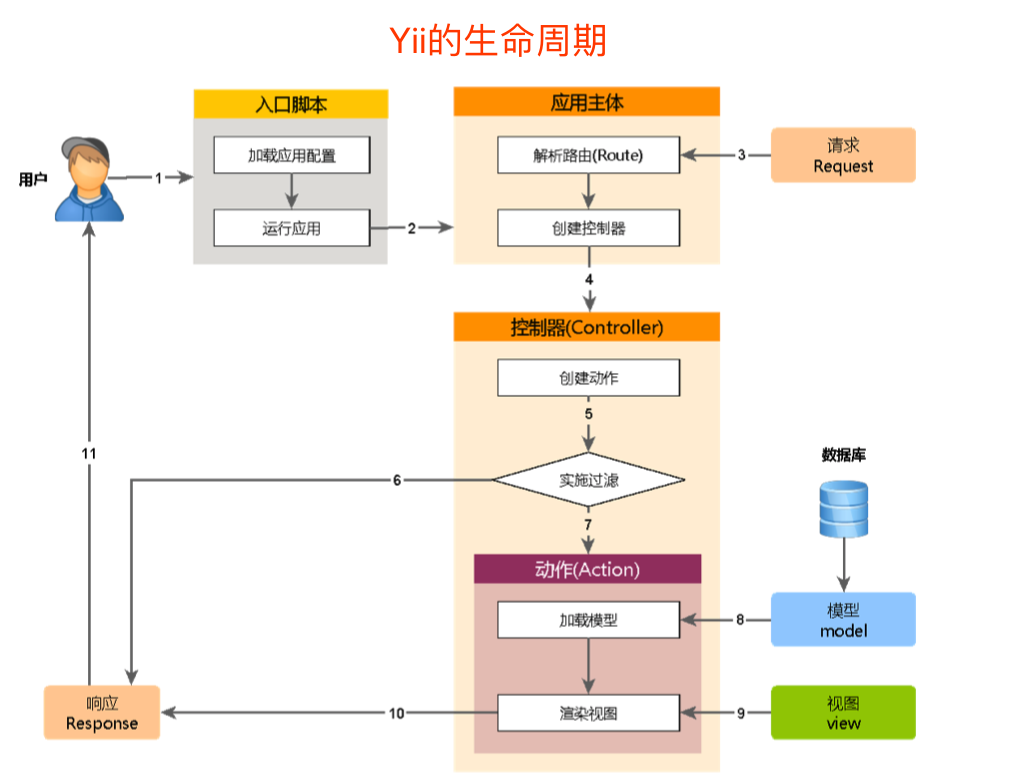 Yii的生命周期
入口脚本
应用主体
加载应用配置
解析路由(Route)
3
请求
Request
用户
1
运行应用
2
创建控制器
4
控制器(Controller)
创建动作
5
11
数据库
6
实施过滤
7
动作(Action)
加载模型
8
模型
model
响应
Response
10
渲染视图
9
视图
view